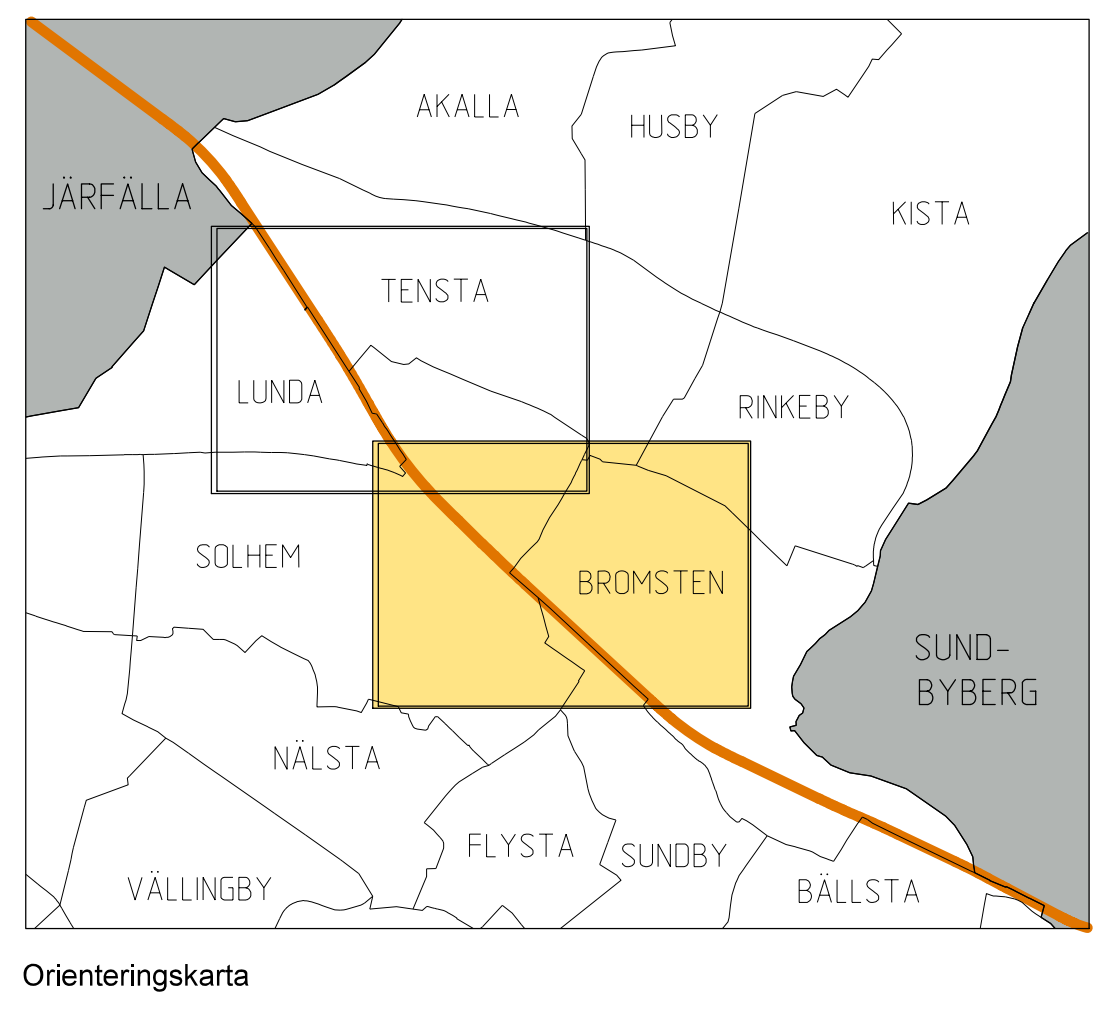 AKALLA
HUSBY
JÄRFÄLLA
KISTA
TENSTA
LUNDA
RINKEBY
SOLHEM
BROMSTEN
SUND-
BYBERG
NÄLSTA
FLYSTA
SUNDBY
VÄLLINGBY
BÄLLSTA
Orienteringskarta